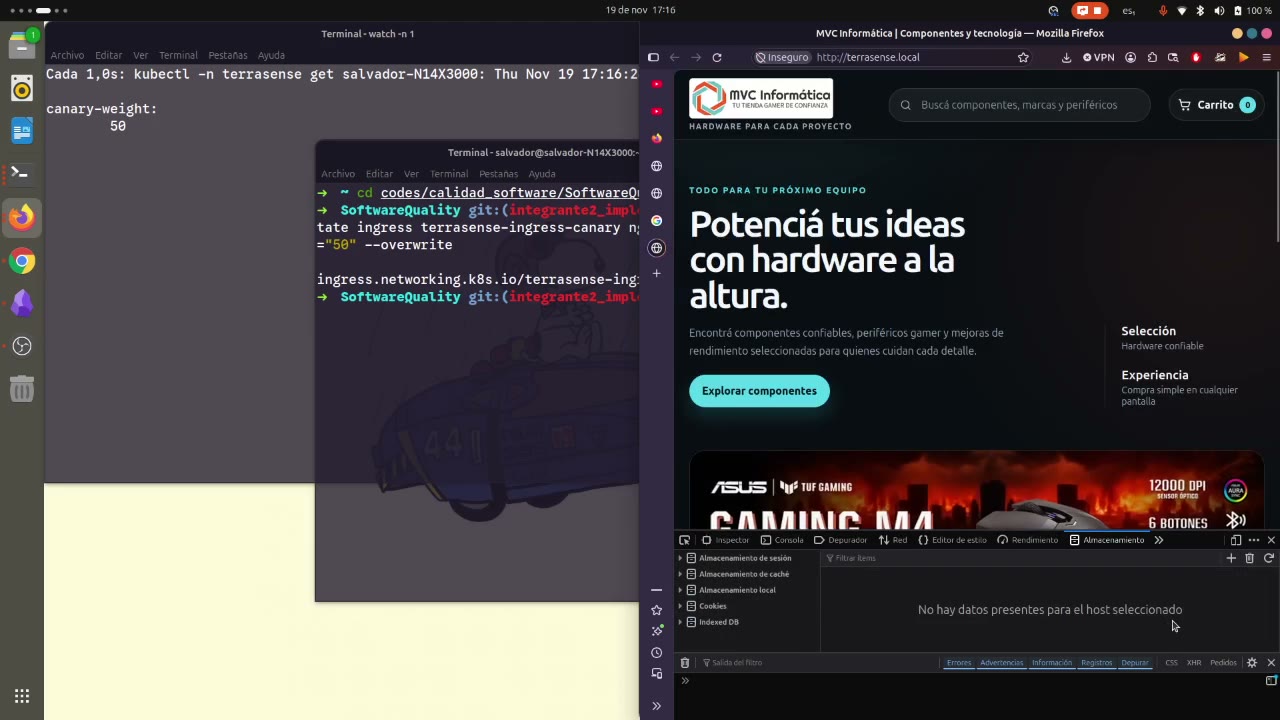 19 de nov 17:16
es₁
100 %
Terminal - watch -n 1
Archivo Editar Ver Terminal Pestañas Ayuda
Cada 1,0s: kubectl -n terrasense get salvador-N14X3000: Thu Nov 19 17:16:2
canary-weight:
50
Terminal - salvador@salvador-N14X3000:~
Archivo Editar Ver Terminal Pestañas Ayuda
➜ ~ cd codes/calidad_software/SoftwareQu
➜ SoftwareQuality git:(integrante2_impl
tate ingress terrasense-ingress-canary ng
="50" --overwrite
ingress.networking.k8s.io/terrasense-ing
➜ SoftwareQuality git:(integrante2_impl
MVC Informática | Componentes y tecnología — Mozilla Firefox
Inseguro http://terrasense.local
VPN
MVC Informática
TU TIENDA GAMER DE CONFIANZA
HARDWARE PARA CADA PROYECTO
Buscá componentes, marcas y periféricos
Carrito 0
TODO PARA TU PRÓXIMO EQUIPO
Potenciá tus ideas
con hardware a la
altura.
Encontrá componentes confiables, periféricos gamer y mejoras de
rendimiento seleccionadas para quienes cuidan cada detalle.
Explorar componentes
Selección
Hardware confiable
Experiencia
Compra simple en cualquier
pantalla
ASUS TUF GAMING
GAMING M4
12000 DPI
SENSOR ÓPTICO
AURA
6 BOTONES
Inspector Consola Depurador Red Editor de estilo Rendimiento Almacenamiento
Almacenamiento de sesión
Almacenamiento de caché
Almacenamiento local
Cookies
Indexed DB
Filtrar ítems
No hay datos presentes para el host seleccionado
Salida del filtro
Errores Advertencias Información Registros Depurar CSS XHR Pedidos